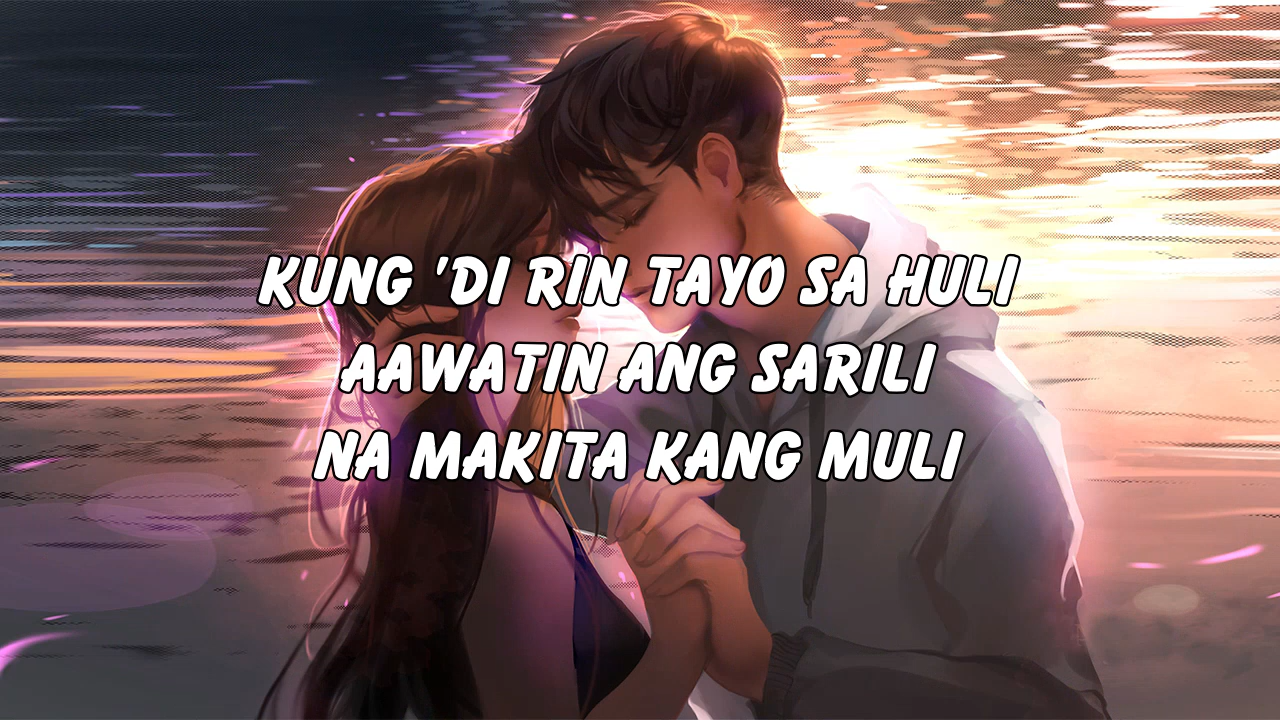 KUNG 'DI RIN TAYO SA HULI
AAWATIN ANG SARILI
NA MAKITA KANG MULI